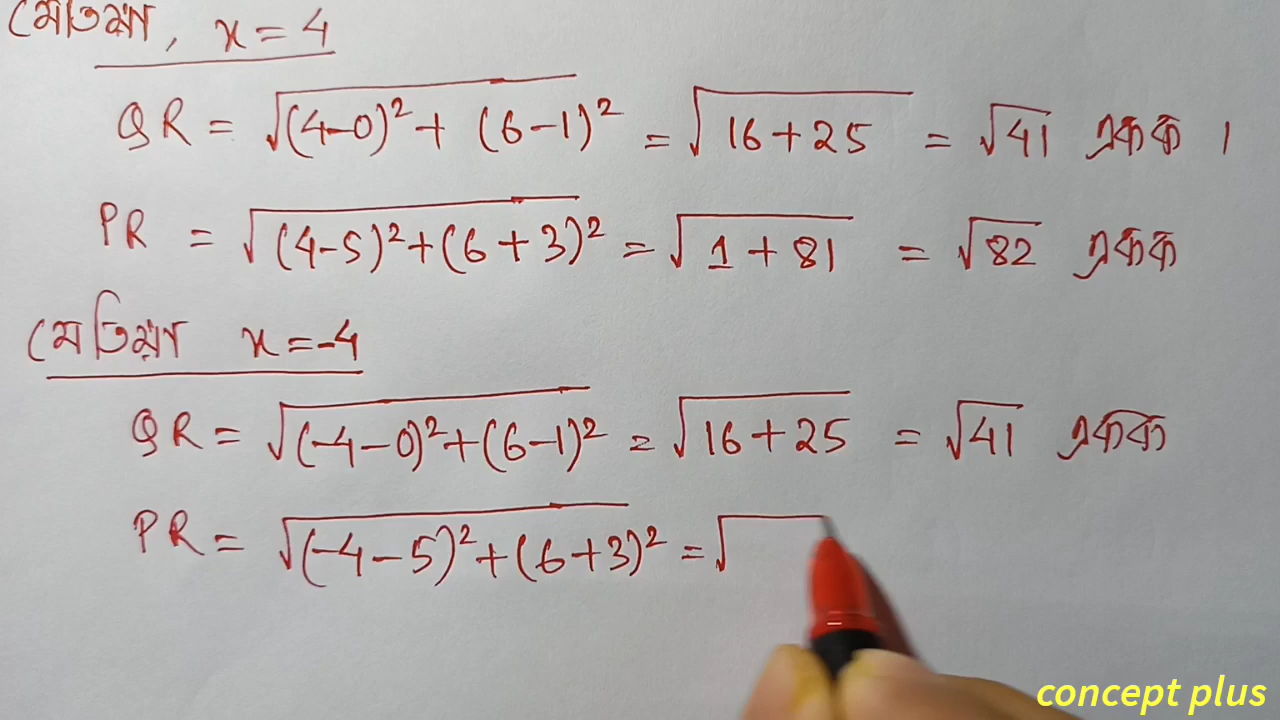 যেতিয়া, x = 4
QR = √(4-0)² + (6-1)² = √16+25 = √41 একক ।
PR = √(4-5)²+(6+3)² = √1+81 = √82 একক
যেতিয়া x = -4
QR = √(-4-0)²+(6-1)² = √16+25 = √41 একক
PR = √(-4-5)²+(6+3)² = √
concept plus